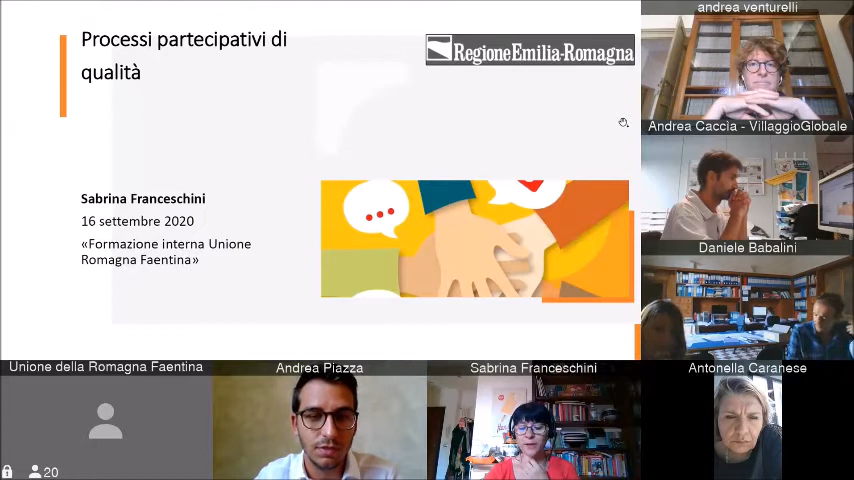 Processi partecipativi di
qualità
RegioneEmilia-Romagna
Sabrina Franceschini
16 settembre 2020
«Formazione interna Unione
Romagna Faentina»
andrea venturelli
Andrea Caccia - VillaggioGlobale
Daniele Babalini
Unione della Romagna Faentina
Andrea Piazza
Sabrina Franceschini
Antonella Caranese
20